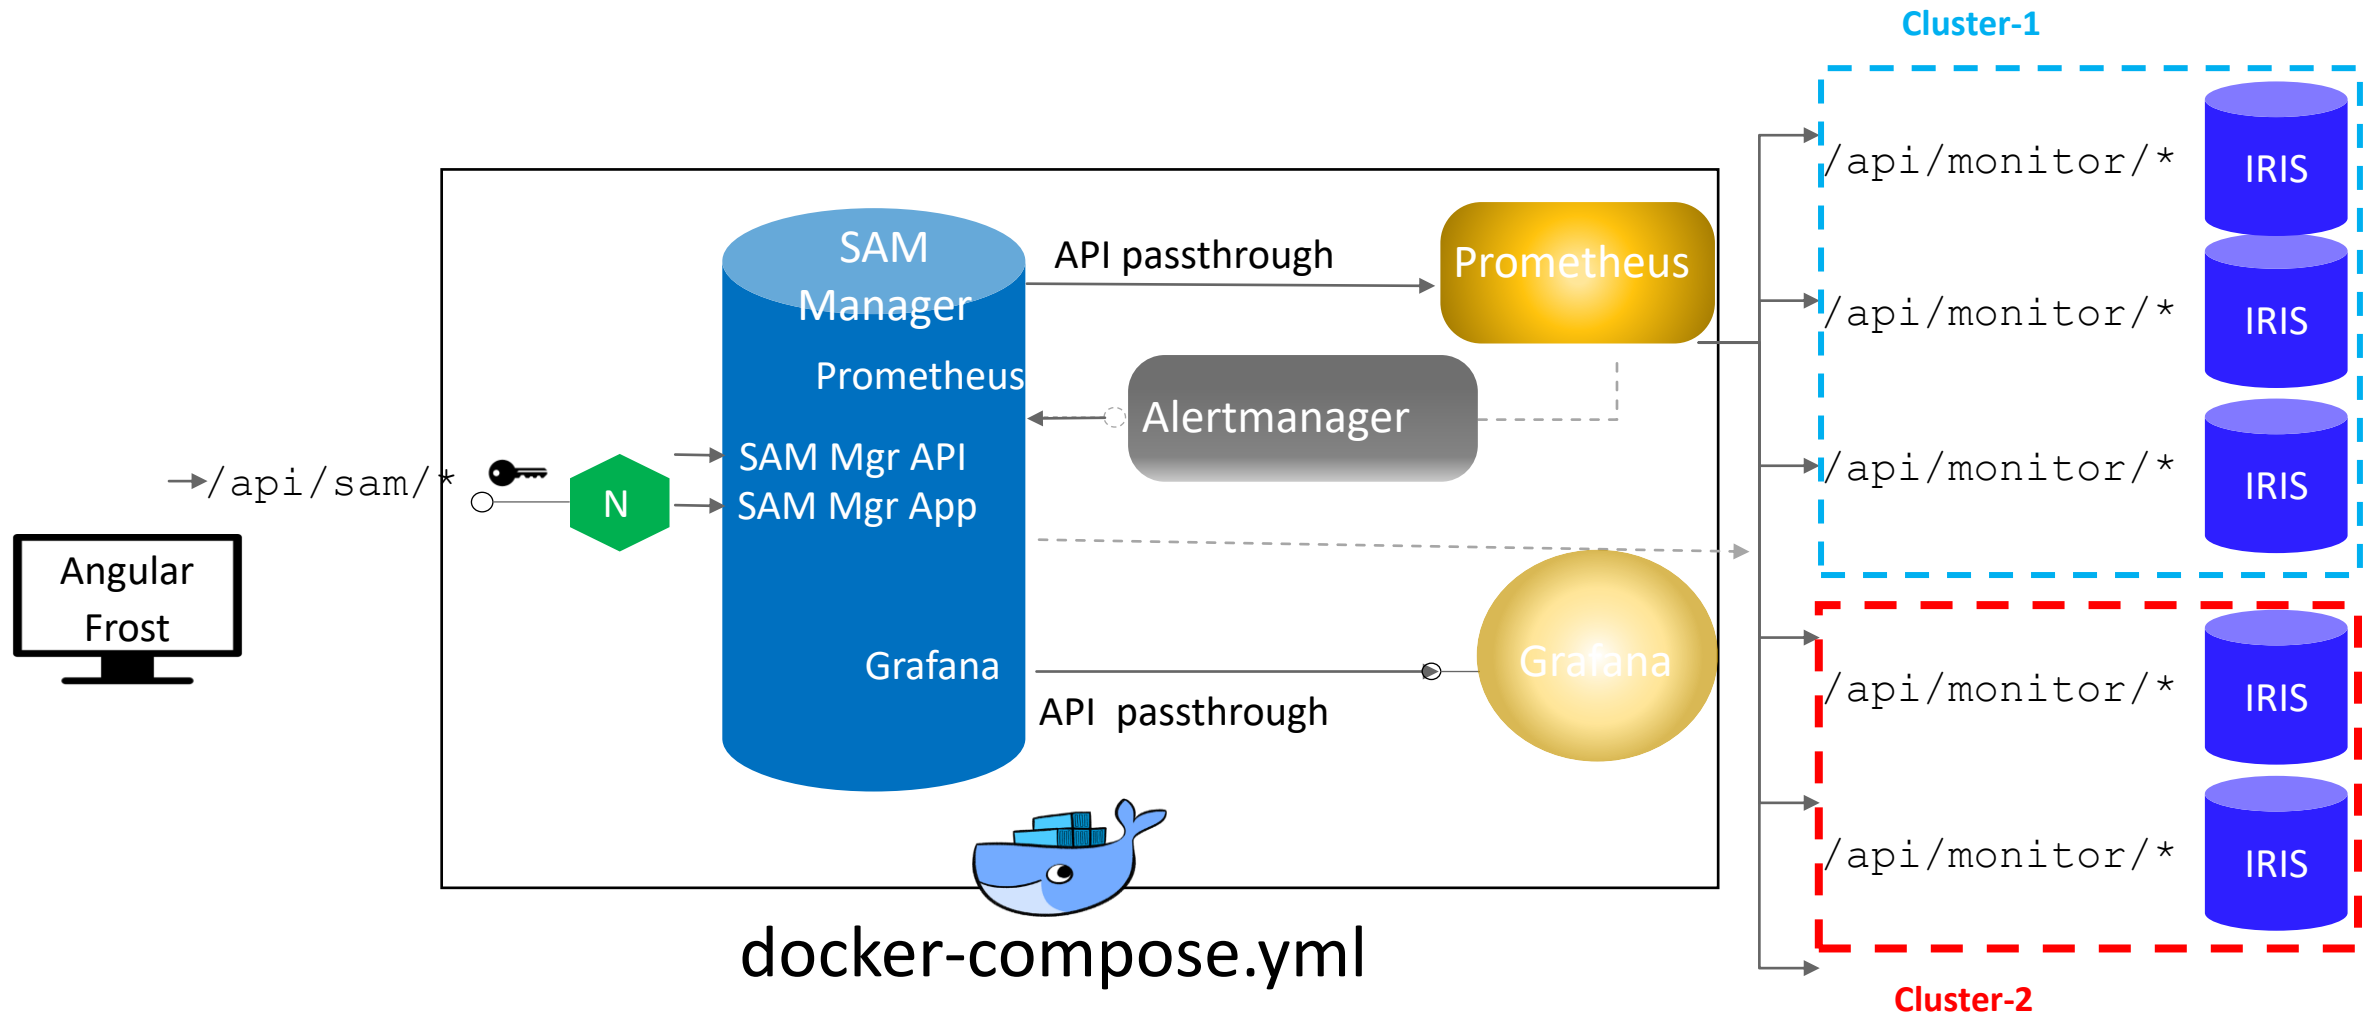 Cluster-1
/api/monitor/*
IRIS
/api/monitor/*
IRIS
/api/monitor/*
IRIS
SAM
Manager
API passthrough
Prometheus
Prometheus
Alertmanager
SAM Mgr API
SAM Mgr App
/api/sam/*
N
Angular
Frost
Grafana
API  passthrough
Grafana
/api/monitor/*
IRIS
/api/monitor/*
IRIS
docker-compose.yml
Cluster-2